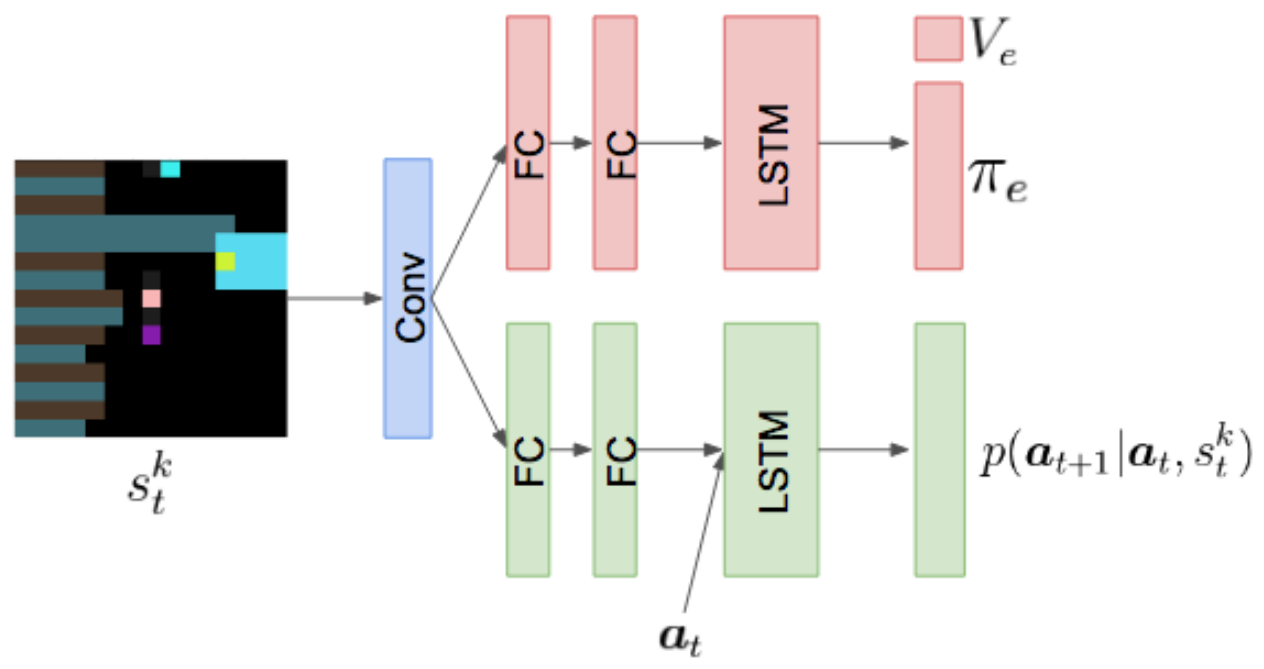 V_e
FC
FC
LSTM
π_e
Conv
s_t^k
FC
FC
LSTM
p(a_{t+1}|a_t, s_t^k)
a_t